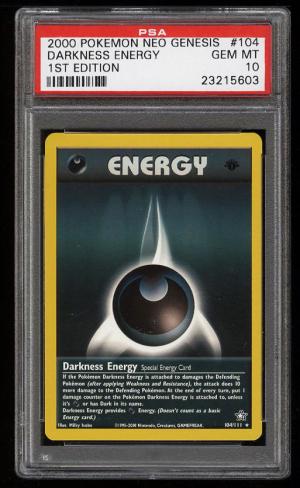 PSA
2000 POKEMON NEO GENESIS #104
DARKNESS ENERGY GEM MT
1ST EDITION 10
23215603
ENERGY
Darkness Energy Special Energy Card
If the Pokémon Darkness Energy is attached to damages the Defending
Pokémon (after applying Weakness and Resistance), the attack does 10
more damage to the Defending Pokémon. At the end of every turn, put 1
damage counter on the Pokémon Darkness Energy is attached to, unless
it's or has Dark in its name.
Darkness Energy provides Energy. (Doesn't count as a basic
Energy card.)
Illus. Milky Isobe ©1995-2000 Nintendo, Creatures, GAMEFREAK. 104/111 ★